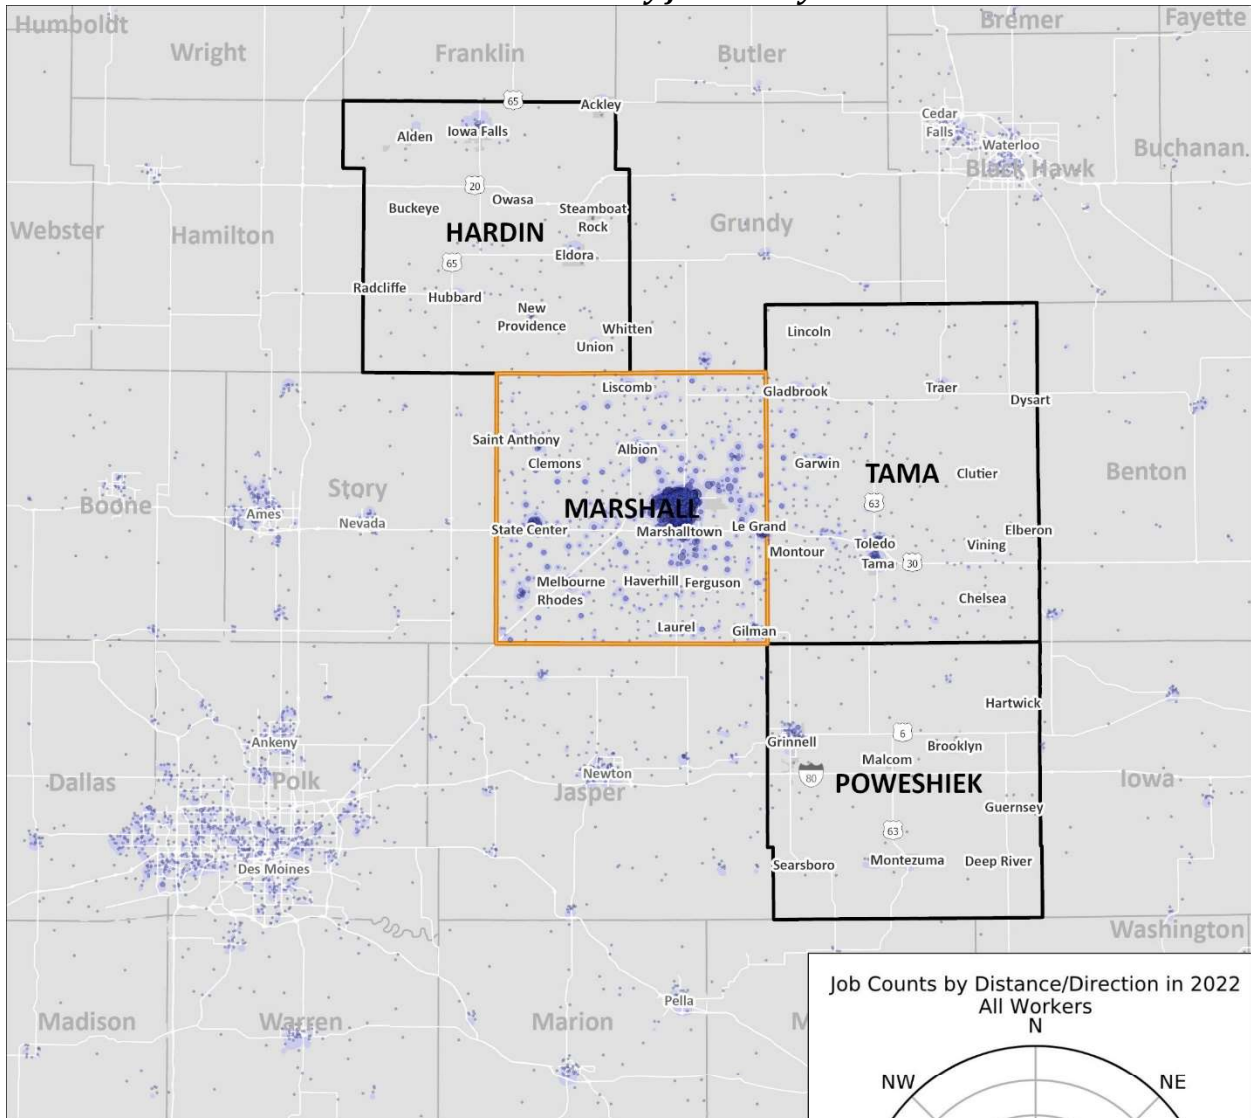 Humboldt
Bremer
Fayette
Wright
Franklin
Butler
65
Ackley
Cedar
Falls
Alden
Iowa Falls
Waterloo
Buchanan
Black Hawk
20
Owasa
Buckeye
Steamboat
Rock
Webster
Hamilton
HARDIN
Grundy
65
Eldora
Radcliffe
Hubbard
New
Providence
Whitten
Union
Lincoln
Liscomb
Gladbrook
Traer
Dysart
Saint Anthony
Albion
Clemons
Garwin
TAMA
Clutier
Benton
Story
Boone
Ames
Nevada
MARSHALL
63
State Center
Marshalltown
Le Grand
Elberon
Montour
Toledo
Vining
Tama
30
Melbourne
Haverhill
Ferguson
Rhodes
Chelsea
Laurel
Gilman
Hartwick
Ankeny
Grinnell
6
Brooklyn
Malcom
Dallas
Polk
Newton
Jasper
80
POWESHIEK
Iowa
Guernsey
63
Des Moines
Searsboro
Montezuma
Deep River
Washington
Pella
Madison
Warren
Marion
M
Job Counts by Distance/Direction in 2022
All Workers
N
NW
NE